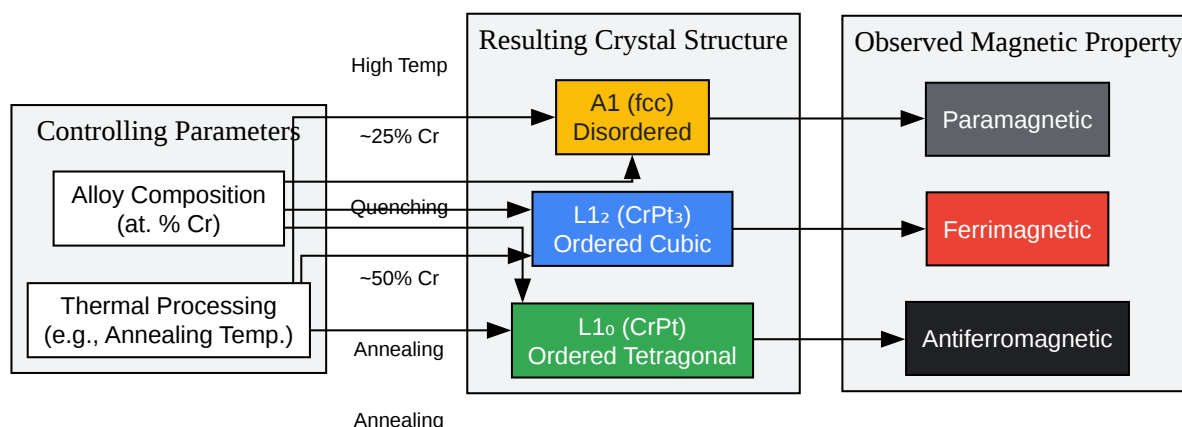 Controlling Parameters
Alloy Composition
(at. % Cr)
Thermal Processing
(e.g., Annealing Temp.)
High Temp
~25% Cr
Quenching
~50% Cr
Annealing
Annealing
Resulting Crystal Structure
A1 (fcc)
Disordered
L1₂ (CrPt₃)
Ordered Cubic
L1₀ (CrPt)
Ordered Tetragonal
Observed Magnetic Property
Paramagnetic
Ferrimagnetic
Antiferromagnetic